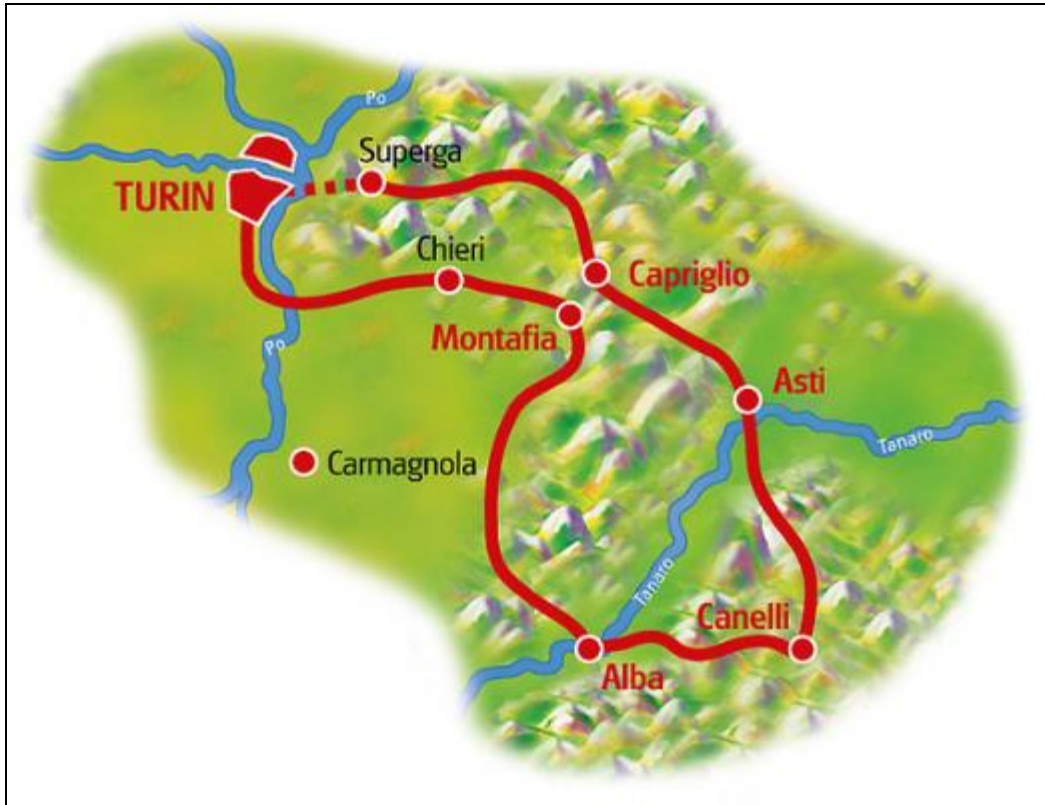 Po
Superga
TURIN
Chieri
Capriglio
Montafia
Po
Asti
Tanaro
Carmagnola
Tanaro
Canelli
Alba